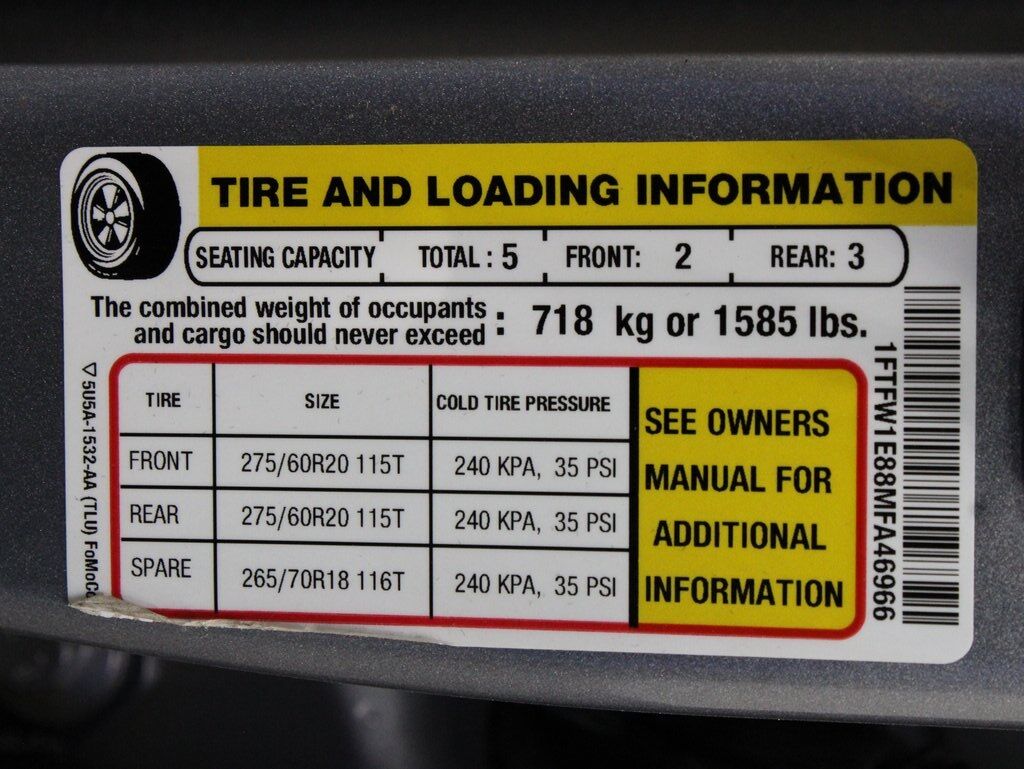 TIRE AND LOADING INFORMATION
SEATING CAPACITY TOTAL : 5 FRONT: 2 REAR: 3
The combined weight of occupants
and cargo should never exceed : 718 kg or 1585 lbs.
TIRE SIZE COLD TIRE PRESSURE
FRONT 275/60R20 115T 240 KPA, 35 PSI
REAR 275/60R20 115T 240 KPA, 35 PSI
SPARE 265/70R18 116T 240 KPA, 35 PSI
SEE OWNERS
MANUAL FOR
ADDITIONAL
INFORMATION
1FTFW1E88MFA46966
5U5A-1532-AA (TLU) FoMoC